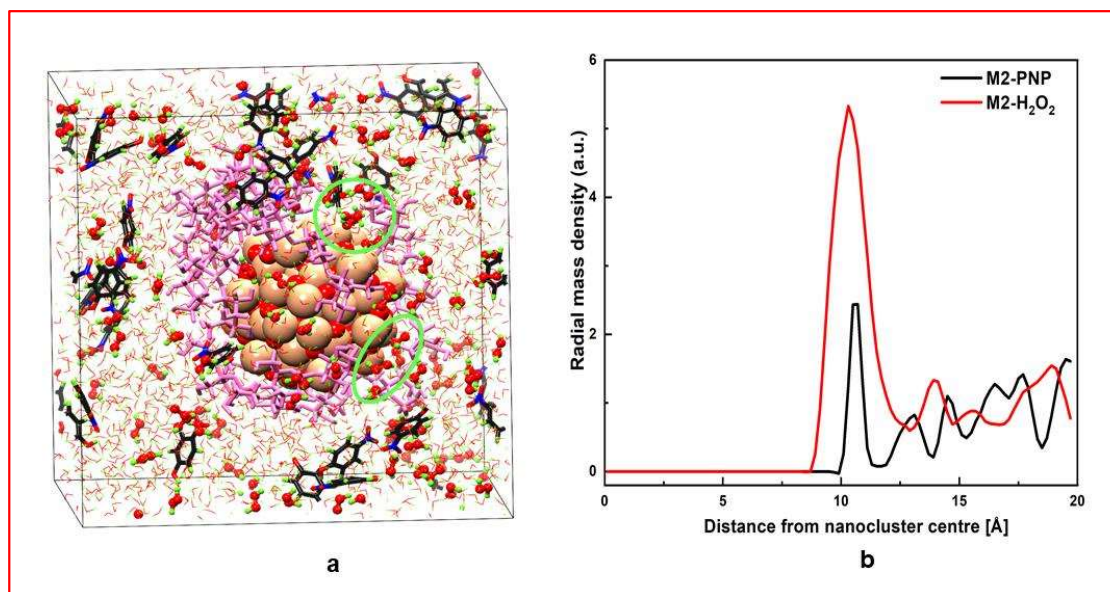 6
M2-PNP
M2-H₂O₂
4
2
0
Radial mass density (a.u.)
0 5 10 15 20
Distance from nanocluster centre [Å]
a
b